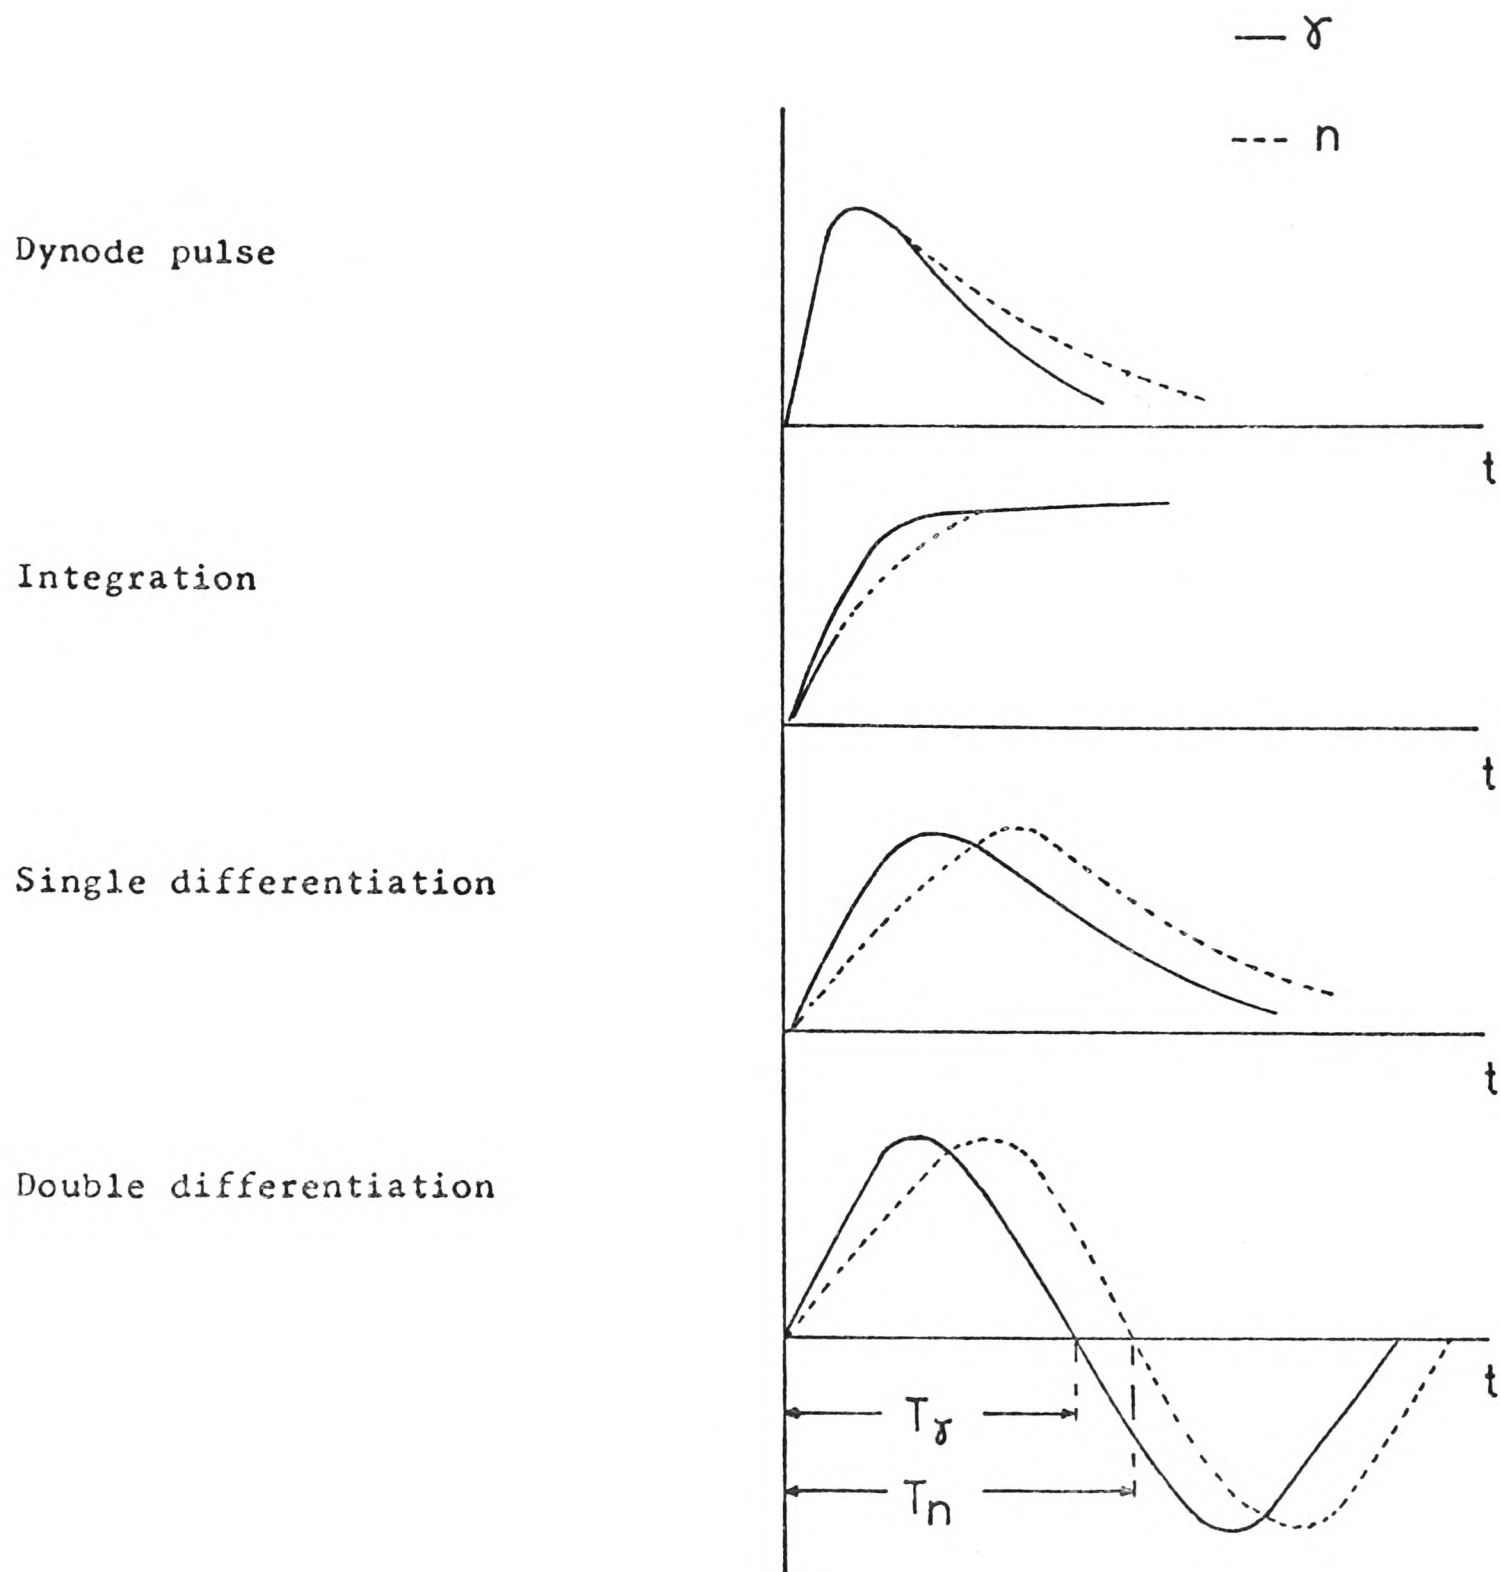 γ
n
Dynode pulse
t
Integration
t
Single differentiation
t
Double differentiation
t
Tγ
Tn